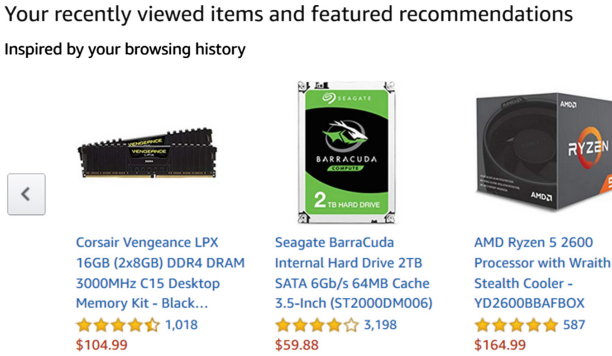 Your recently viewed items and featured recommendations
Inspired by your browsing history
VENGEANCE
VENGEANCE
SEAGATE
BARRACUDA
COMPUTE
2 TB HARD DRIVE
AMD
RYZEN
5
AMD
Corsair Vengeance LPX
16GB (2x8GB) DDR4 DRAM
3000MHz C15 Desktop
Memory Kit - Black...
1,018
$104.99
Seagate BarraCuda
Internal Hard Drive 2TB
SATA 6Gb/s 64MB Cache
3.5-Inch (ST2000DM006)
3,198
$59.88
AMD Ryzen 5 2600
Processor with Wraith
Stealth Cooler -
YD2600BBAFBOX
587
$164.99